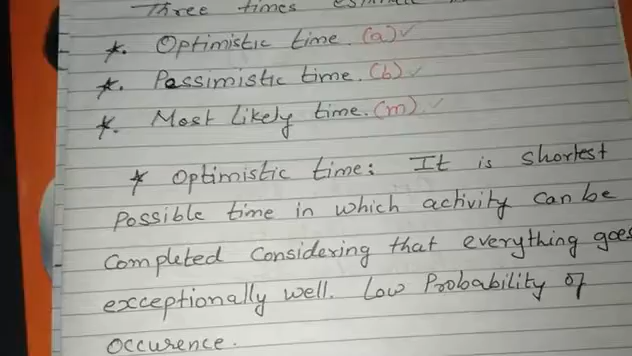 Three times
*. Optimistic time. (a)✓
*. Pessimistic time. (b)✓
*. Most likely time. (m)✓
* Optimistic time: It is shortest
possible time in which activity can be
completed considering that everything goes
exceptionally well. Low Probability of
occurence.